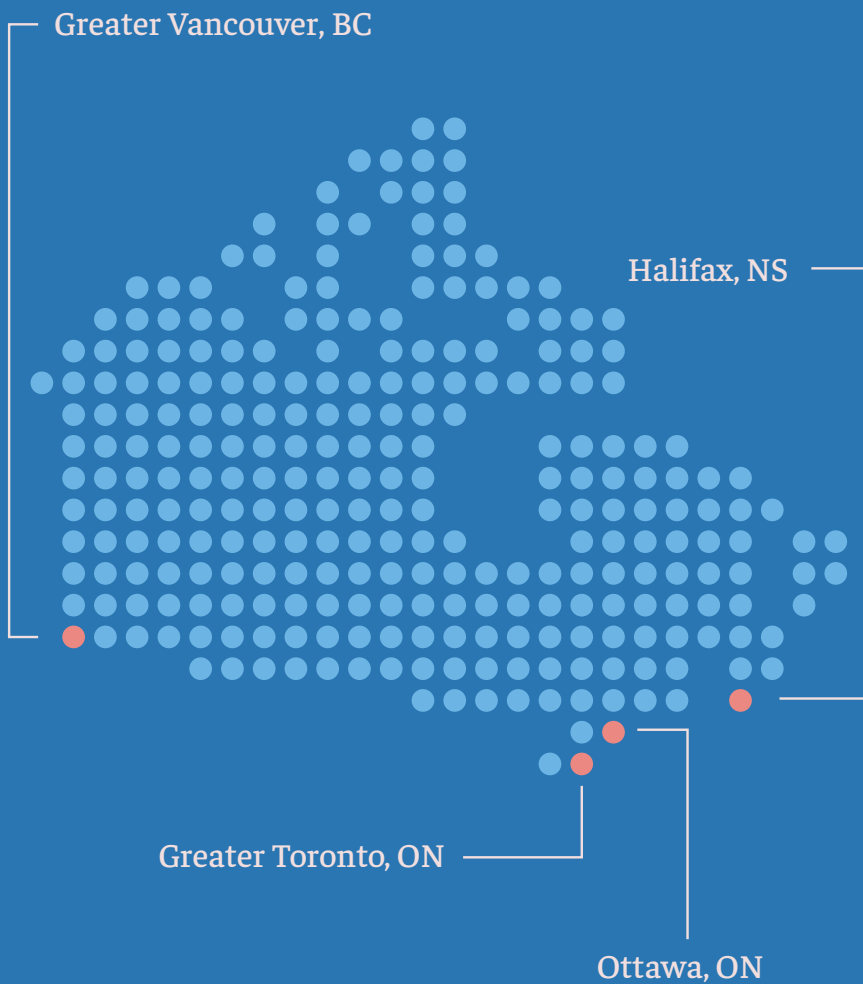 Greater Vancouver, BC
Halifax, NS
Greater Toronto, ON
Ottawa, ON